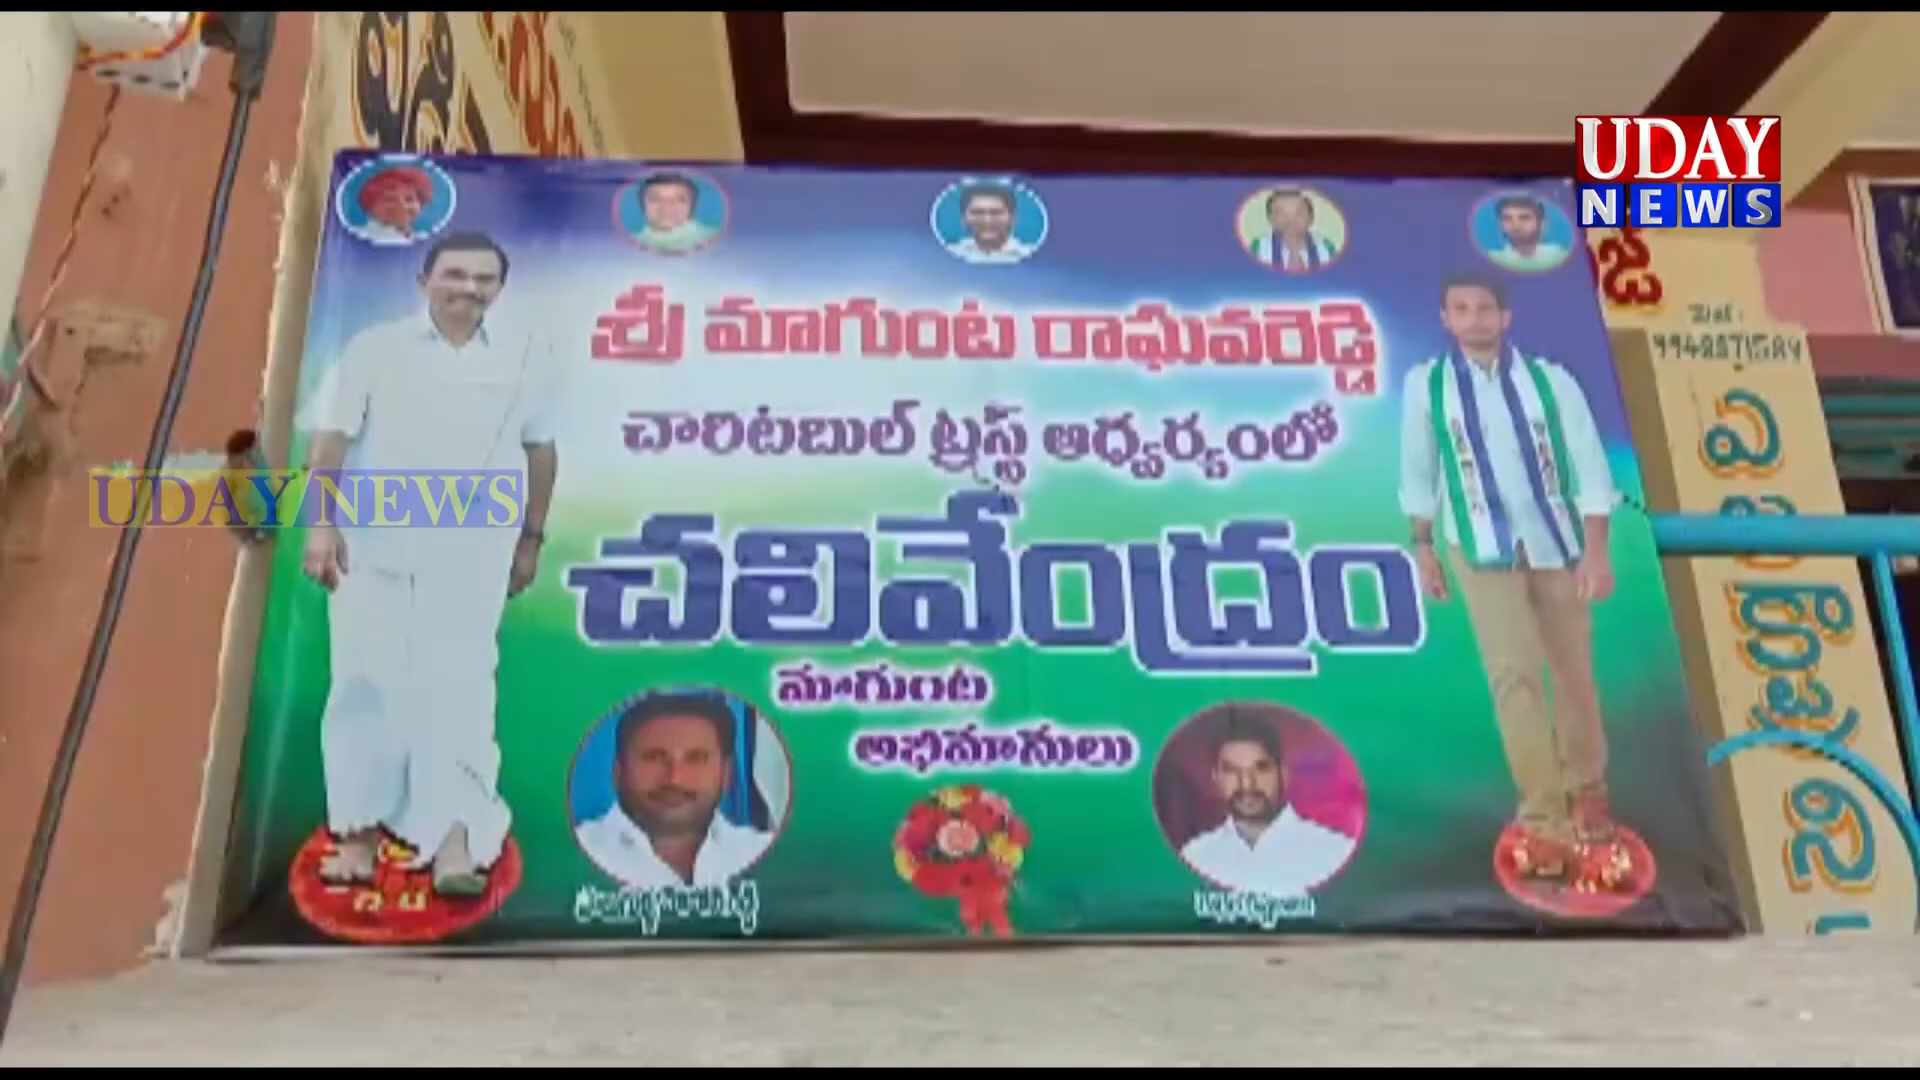 UDAY
NEWS
శ్రీ మాగుంట రాఘవరెడ్డి
చారిటబుల్ ట్రస్ట్ ఆధ్వర్యంలో
UDAY NEWS
చలివేంద్రం
మాగుంట
అభిమానులు